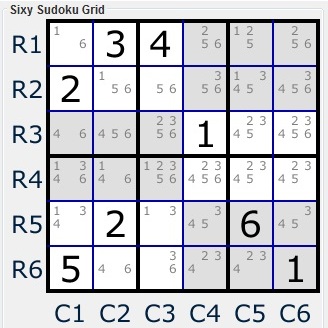 Sixy Sudoku Grid
1 2 1 2 2
R1 3 4
6 5 6 5 5 6
1 3 1 3 3
R2 2
5 6 5 6 5 6 4 5 4 5 6
2 3 2 3 2 3
R3 1
4 6 4 5 6 5 6 4 5 4 5 6
1 3 1 1 2 3 2 3 2 3 2 3
R4
4 6 4 6 5 6 4 5 6 4 5 4 5
1 3 1 3 3 3
R5 2 6
4 4 5 4 5
3 2 3 2 3
R6 5 1
4 6 6 4 6 4
C1 C2 C3 C4 C5 C6